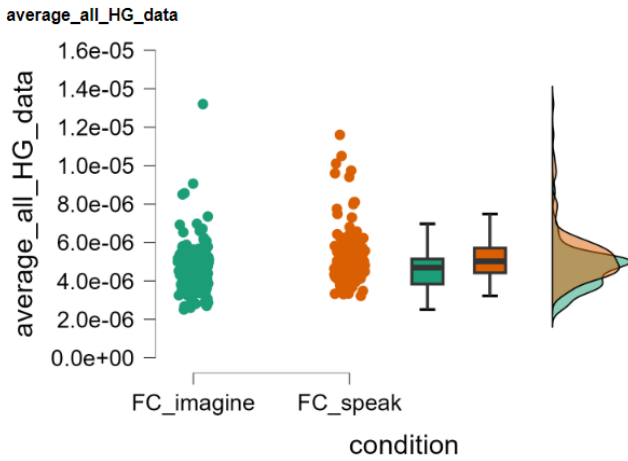 average_all_HG_data
average_all_HG_data
1.6e-05
1.4e-05
1.2e-05
1.0e-05
8.0e-06
6.0e-06
4.0e-06
2.0e-06
0.0e+00
FC_imagine FC_speak
condition